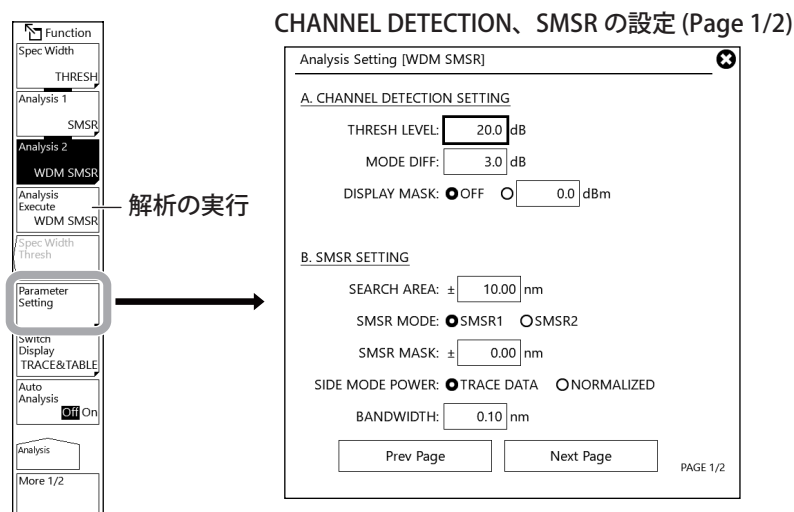 Function
Spec Width
THRESH
Analysis 1
SMSR
Analysis 2
WDM SMSR
Analysis
Execute
WDM SMSR
Spec Width
Thresh
Parameter
Setting
Switch
Display
TRACE&TABLE
Auto
Analysis
Off On
Analysis
More 1/2
解析の実行
CHANNEL DETECTION、SMSR の設定 (Page 1/2)
Analysis Setting [WDM SMSR]
A. CHANNEL DETECTION SETTING
THRESH LEVEL: 20.0 dB
MODE DIFF: 3.0 dB
DISPLAY MASK: OFF 0.0 dBm
B. SMSR SETTING
SEARCH AREA: ± 10.00 nm
SMSR MODE: SMSR1 SMSR2
SMSR MASK: ± 0.00 nm
SIDE MODE POWER: TRACE DATA NORMALIZED
BANDWIDTH: 0.10 nm
Prev Page Next Page
PAGE 1/2